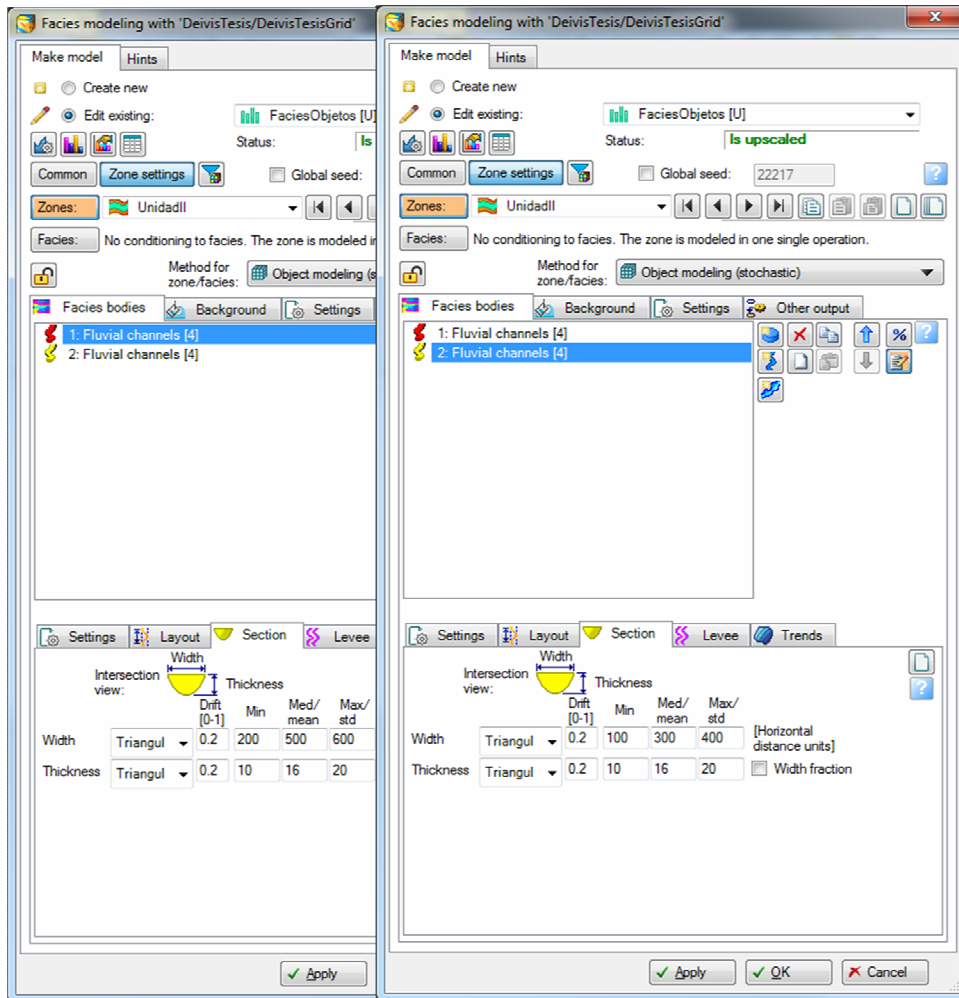 Facies modeling with 'DeivisTesis/DeivisTesisGrid'
Make model Hints
Create new
Edit existing: FaciesObjetos [U]
Status: Is
Common Zone settings Global seed:
Zones: UnidadII
Facies: No conditioning to facies. The zone is modeled in
Method for
zone/facies: Object modeling (s
Facies bodies Background Settings
1: Fluvial channels [4]
2: Fluvial channels [4]
Settings Layout Section Levee
Width
Intersection
view: Thickness
Drift
[0-1] Min Med/
mean Max/
std
Width Triangul 0.2 200 500 600
Thickness Triangul 0.2 10 16 20
Apply
Facies modeling with 'DeivisTesis/DeivisTesisGrid'
Make model Hints
Create new
Edit existing: FaciesObjetos [U]
Status: Is upscaled
Common Zone settings Global seed: 22217
Zones: UnidadII
Facies: No conditioning to facies. The zone is modeled in one single operation.
Method for
zone/facies: Object modeling (stochastic)
Facies bodies Background Settings Other output
1: Fluvial channels [4]
2: Fluvial channels [4]
%
?
Settings Layout Section Levee Trends
Width
Intersection
view: Thickness
Drift
[0-1] Min Med/
mean Max/
std
Width Triangul 0.2 100 300 400 [Horizontal
distance units]
Thickness Triangul 0.2 10 16 20 Width fraction
Apply OK Cancel